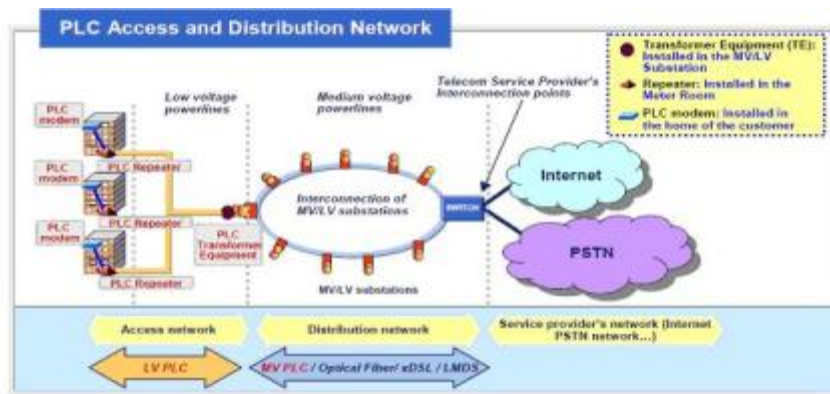 PLC Access and Distribution Network
Transformer Equipment (TE):
Installed in the MV/LV
Substation
Repeater: Installed in the
Meter Room
PLC modem: Installed in
the home of the customer
Low voltage
powerlines
Medium voltage
powerlines
Telecom Service Provider's
Interconnection points
PLC
modem
PLC Repeater
PLC
modem
PLC Repeater
PLC
modem
PLC Repeater
PLC
Transformer
Equipment
Interconnection of
MV/LV substations
SWITCH
Internet
PSTN
MV/LV substations
Access network
Distribution network
Service provider's network (Internet
PSTN network...)
LV PLC
MV PLC / Optical Fiber/ xDSL / LMDS